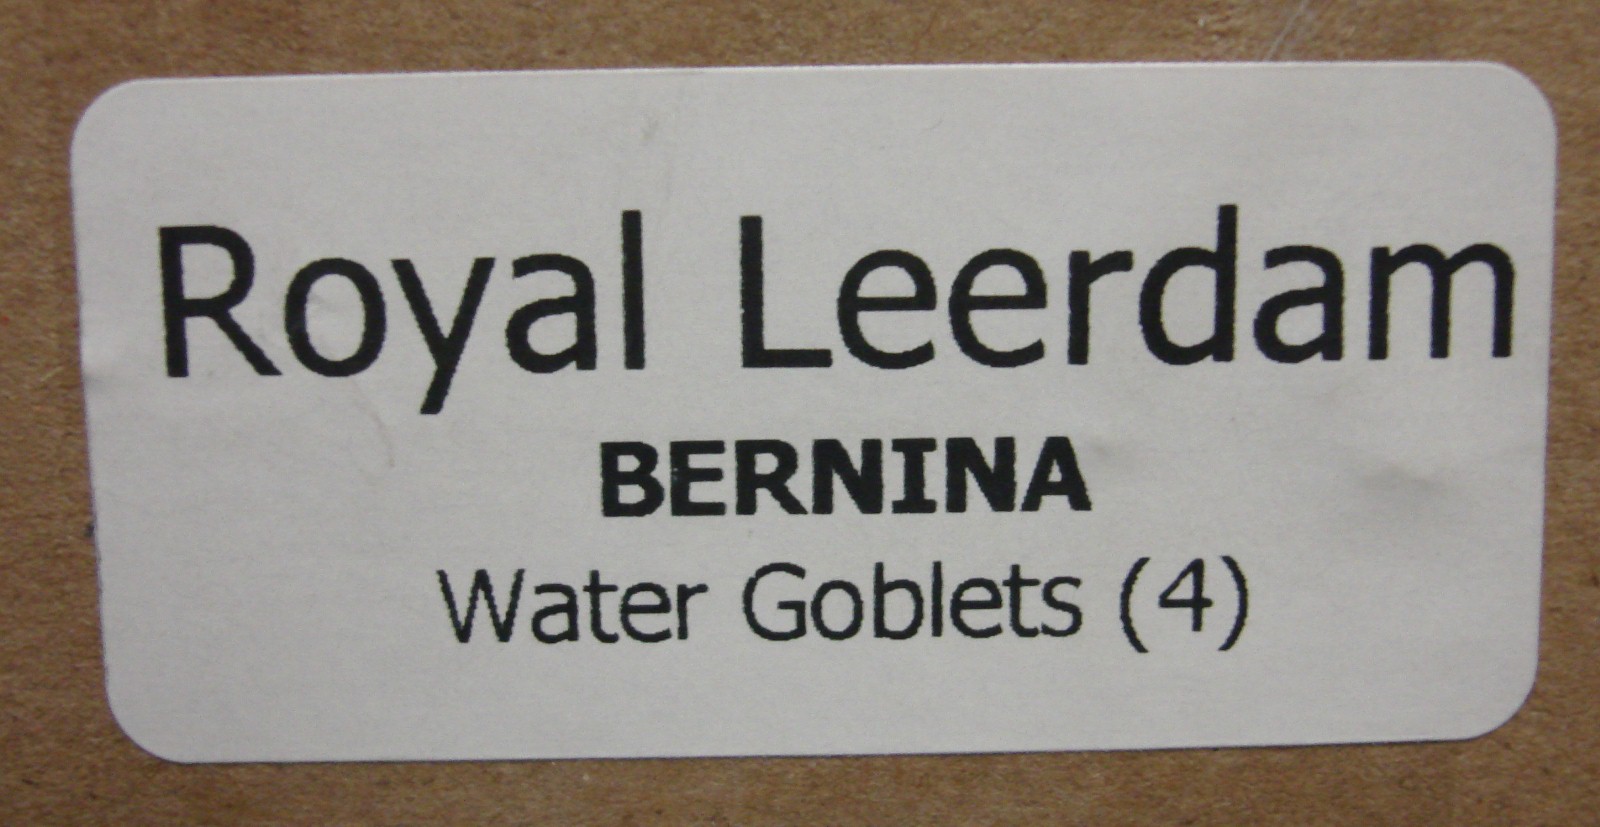 Royal Leerdam
BERNINA
Water Goblets (4)